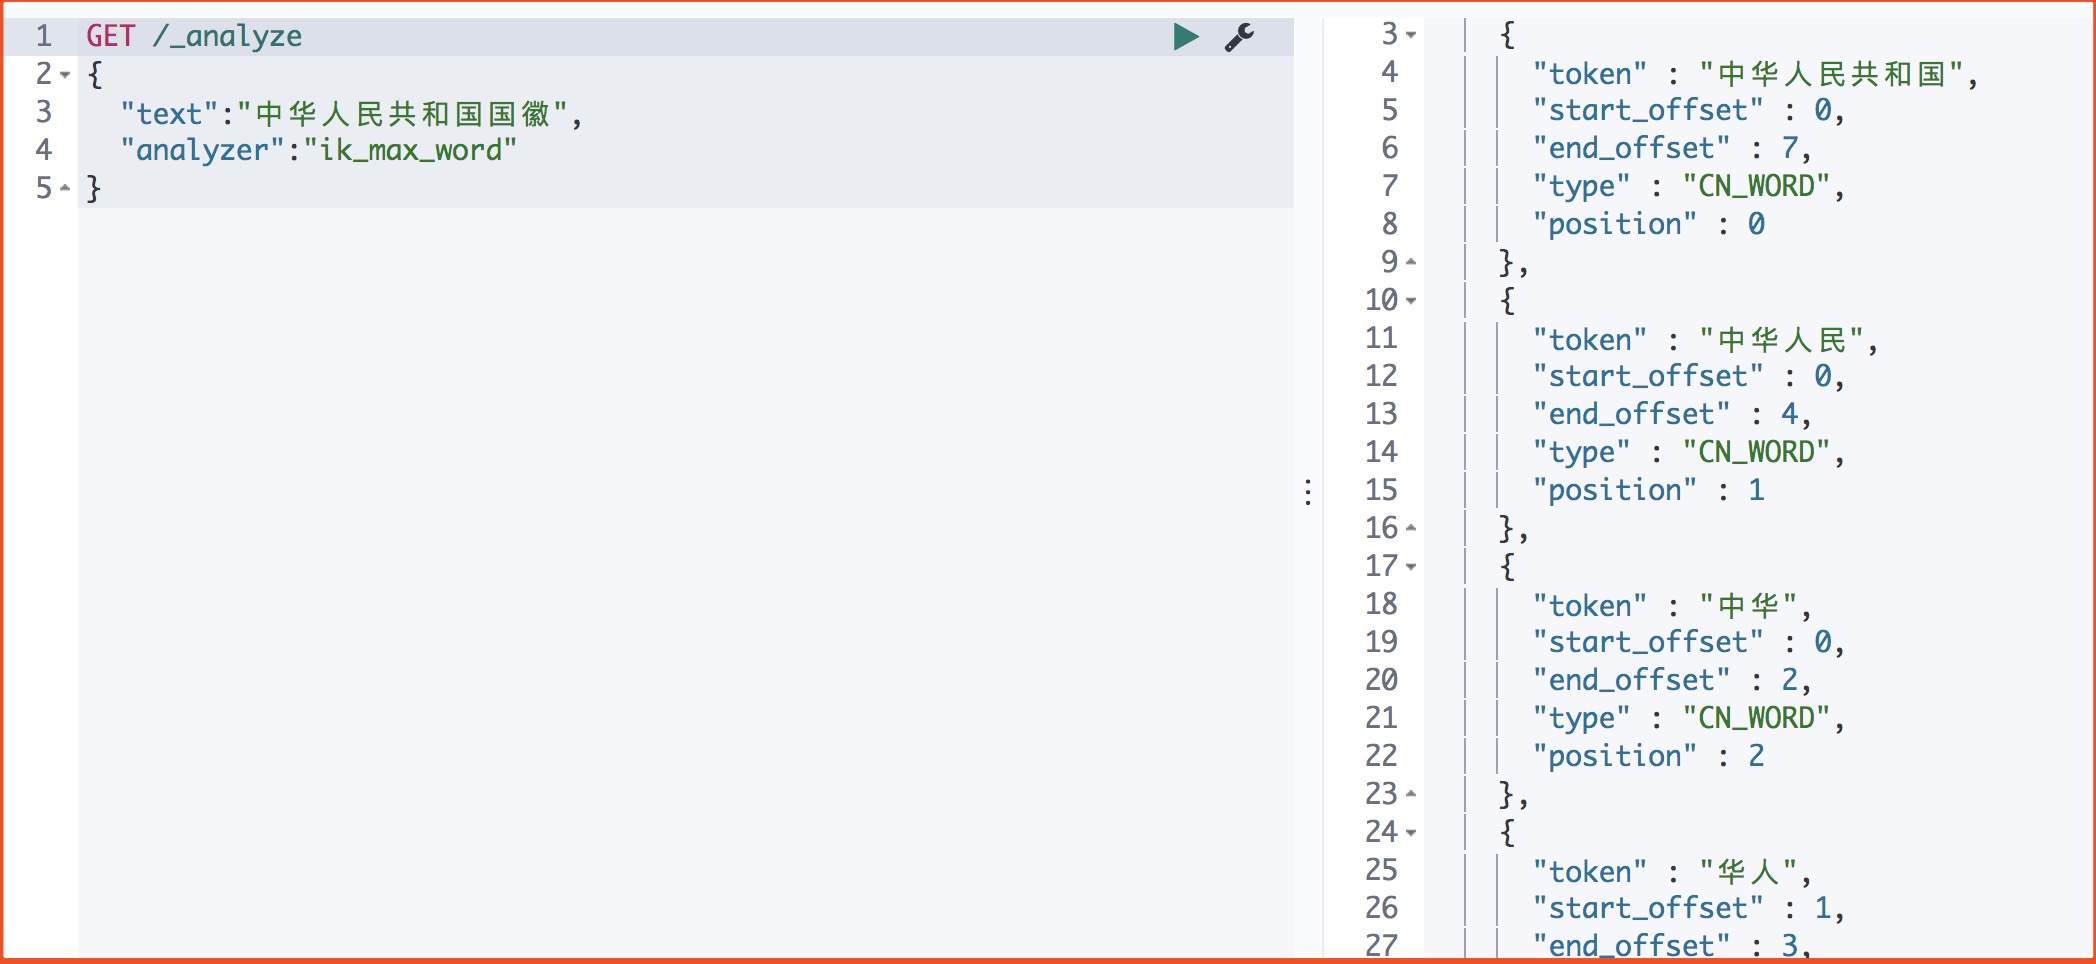 1 GET /_analyze
2 {
3 "text":"中华人民共和国国徽",
4 "analyzer":"ik_max_word"
5 }
3 {
4 "token" : "中华人民共和国",
5 "start_offset" : 0,
6 "end_offset" : 7,
7 "type" : "CN_WORD",
8 "position" : 0
9 },
10 {
11 "token" : "中华人民",
12 "start_offset" : 0,
13 "end_offset" : 4,
14 "type" : "CN_WORD",
15 "position" : 1
16 },
17 {
18 "token" : "中华",
19 "start_offset" : 0,
20 "end_offset" : 2,
21 "type" : "CN_WORD",
22 "position" : 2
23 },
24 {
25 "token" : "华人",
26 "start_offset" : 1,
27 "end_offset" : 3,